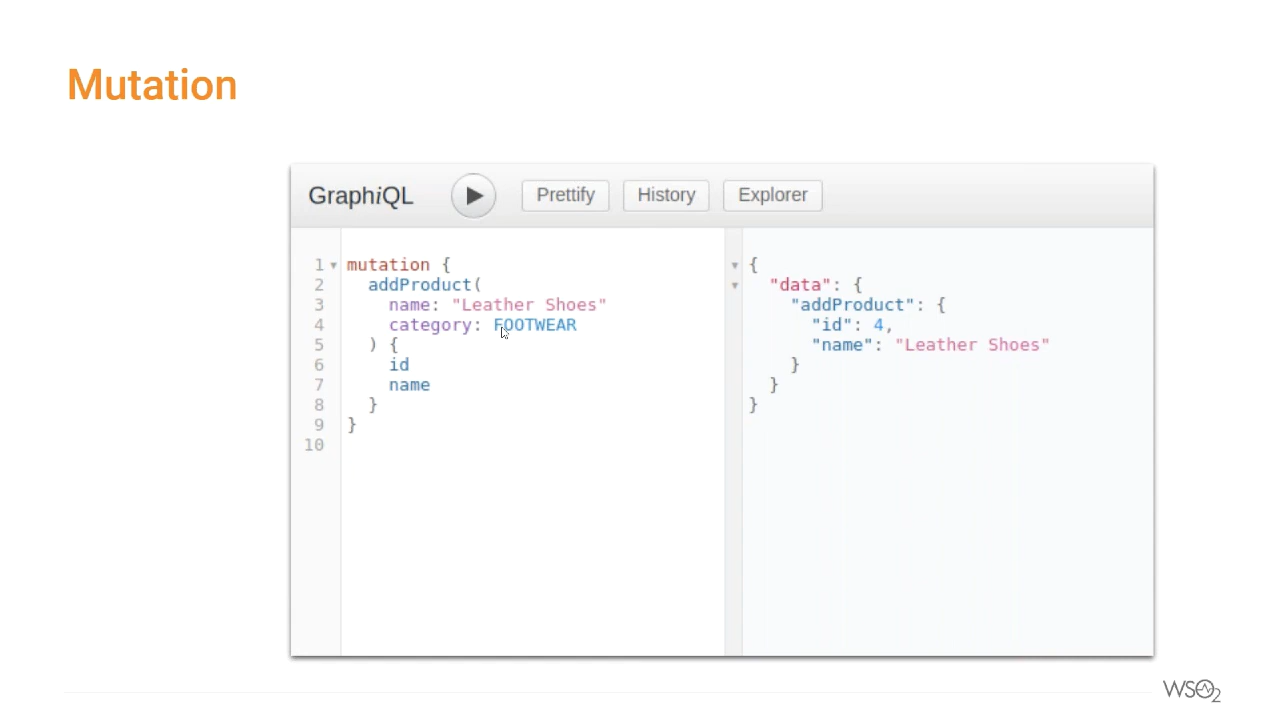 Mutation
GraphiQL
Prettify
History
Explorer
1 mutation {
2 addProduct(
3 name: "Leather Shoes"
4 category: FOOTWEAR
5 ) {
6 id
7 name
8 }
9 }
10
{
"data": {
"addProduct": {
"id": 4,
"name": "Leather Shoes"
}
}
}
WSO2